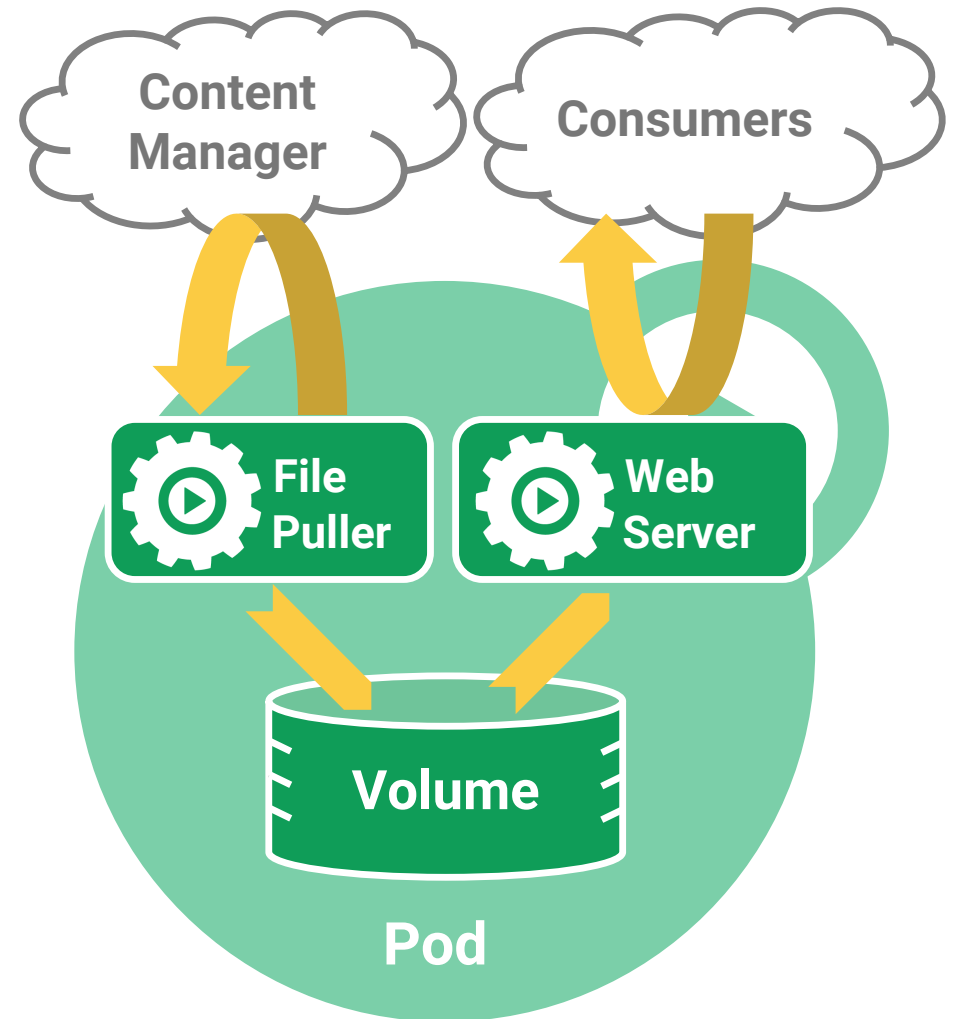 Content
Manager
Consumers
File
Puller
Web
Server
Volume
Pod